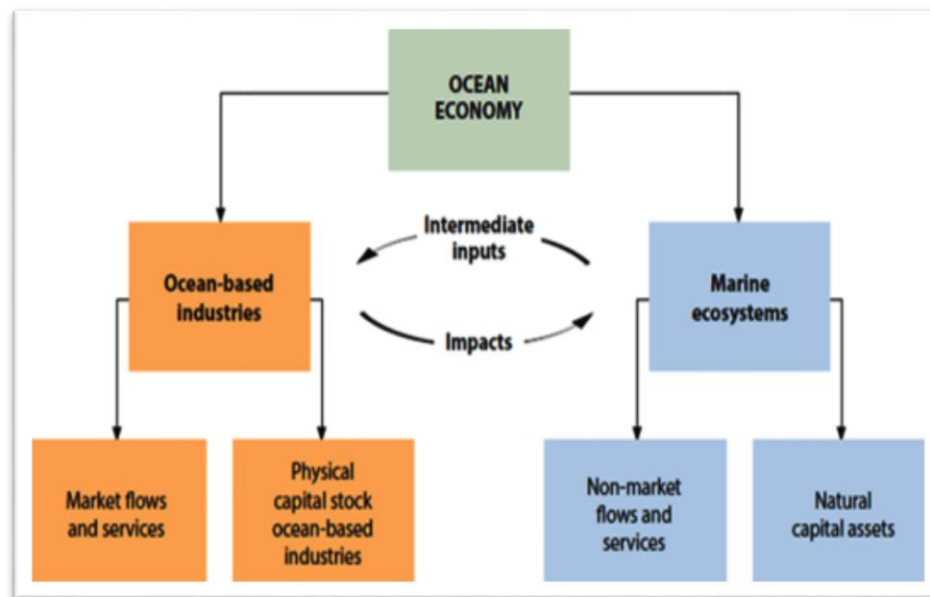 OCEAN
ECONOMY
Intermediate
inputs
Ocean-based
industries
Marine
ecosystems
Impacts
Market flows
and services
Physical
capital stock
ocean-based
industries
Non-market
flows and
services
Natural
capital assets